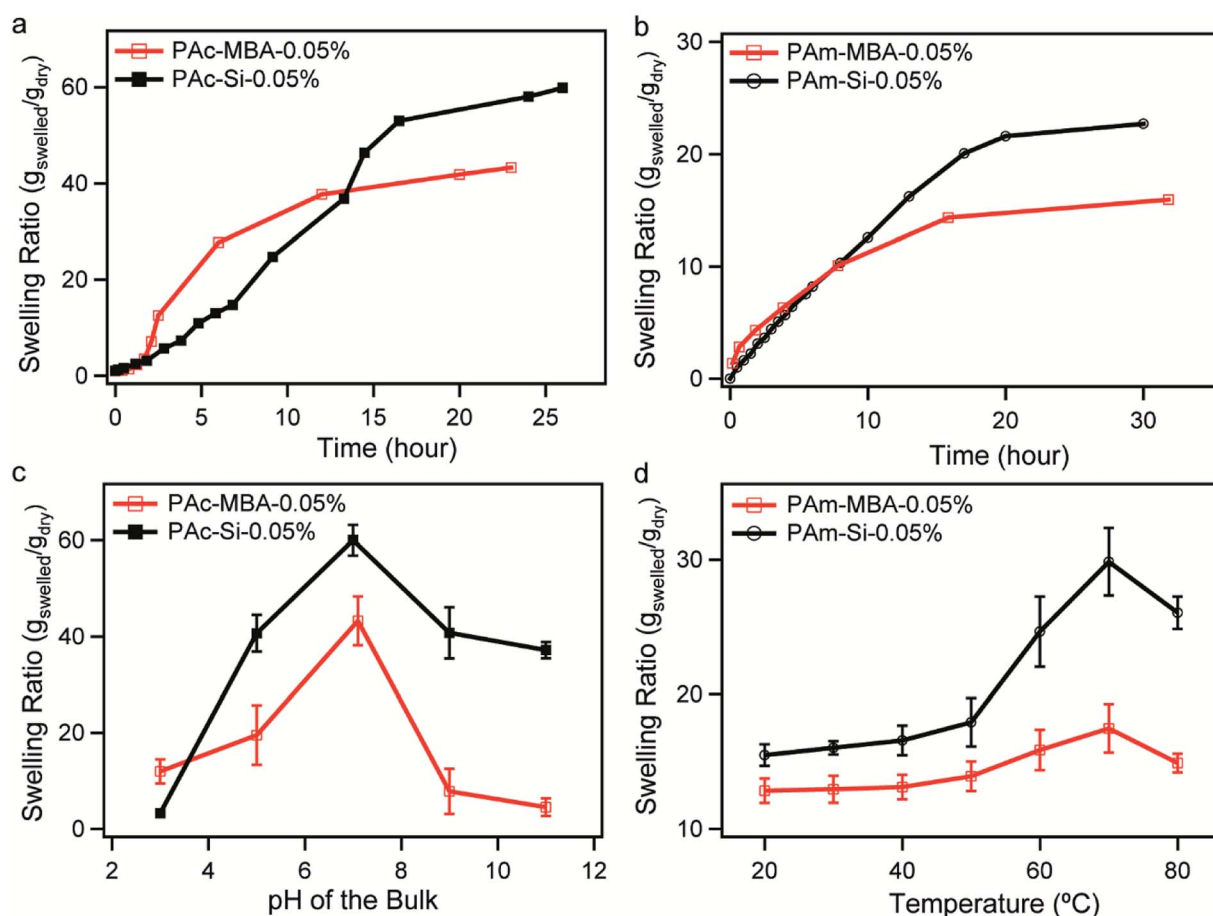 a
PAc-MBA-0.05%
PAc-Si-0.05%
Swelling Ratio (gswelled/gdry)
60
40
20
0
0 5 10 15 20 25
Time (hour)
b
PAm-MBA-0.05%
PAm-Si-0.05%
Swelling Ratio (gswelled/gdry)
30
20
10
0
0 10 20 30
Time (hour)
c
PAc-MBA-0.05%
PAc-Si-0.05%
Swelling Ratio (gswelled/gdry)
60
40
20
0
2 4 6 8 10 12
pH of the Bulk
d
PAm-MBA-0.05%
PAm-Si-0.05%
Swelling Ratio (gswelled/gdry)
30
20
10
20 40 60 80
Temperature (ºC)